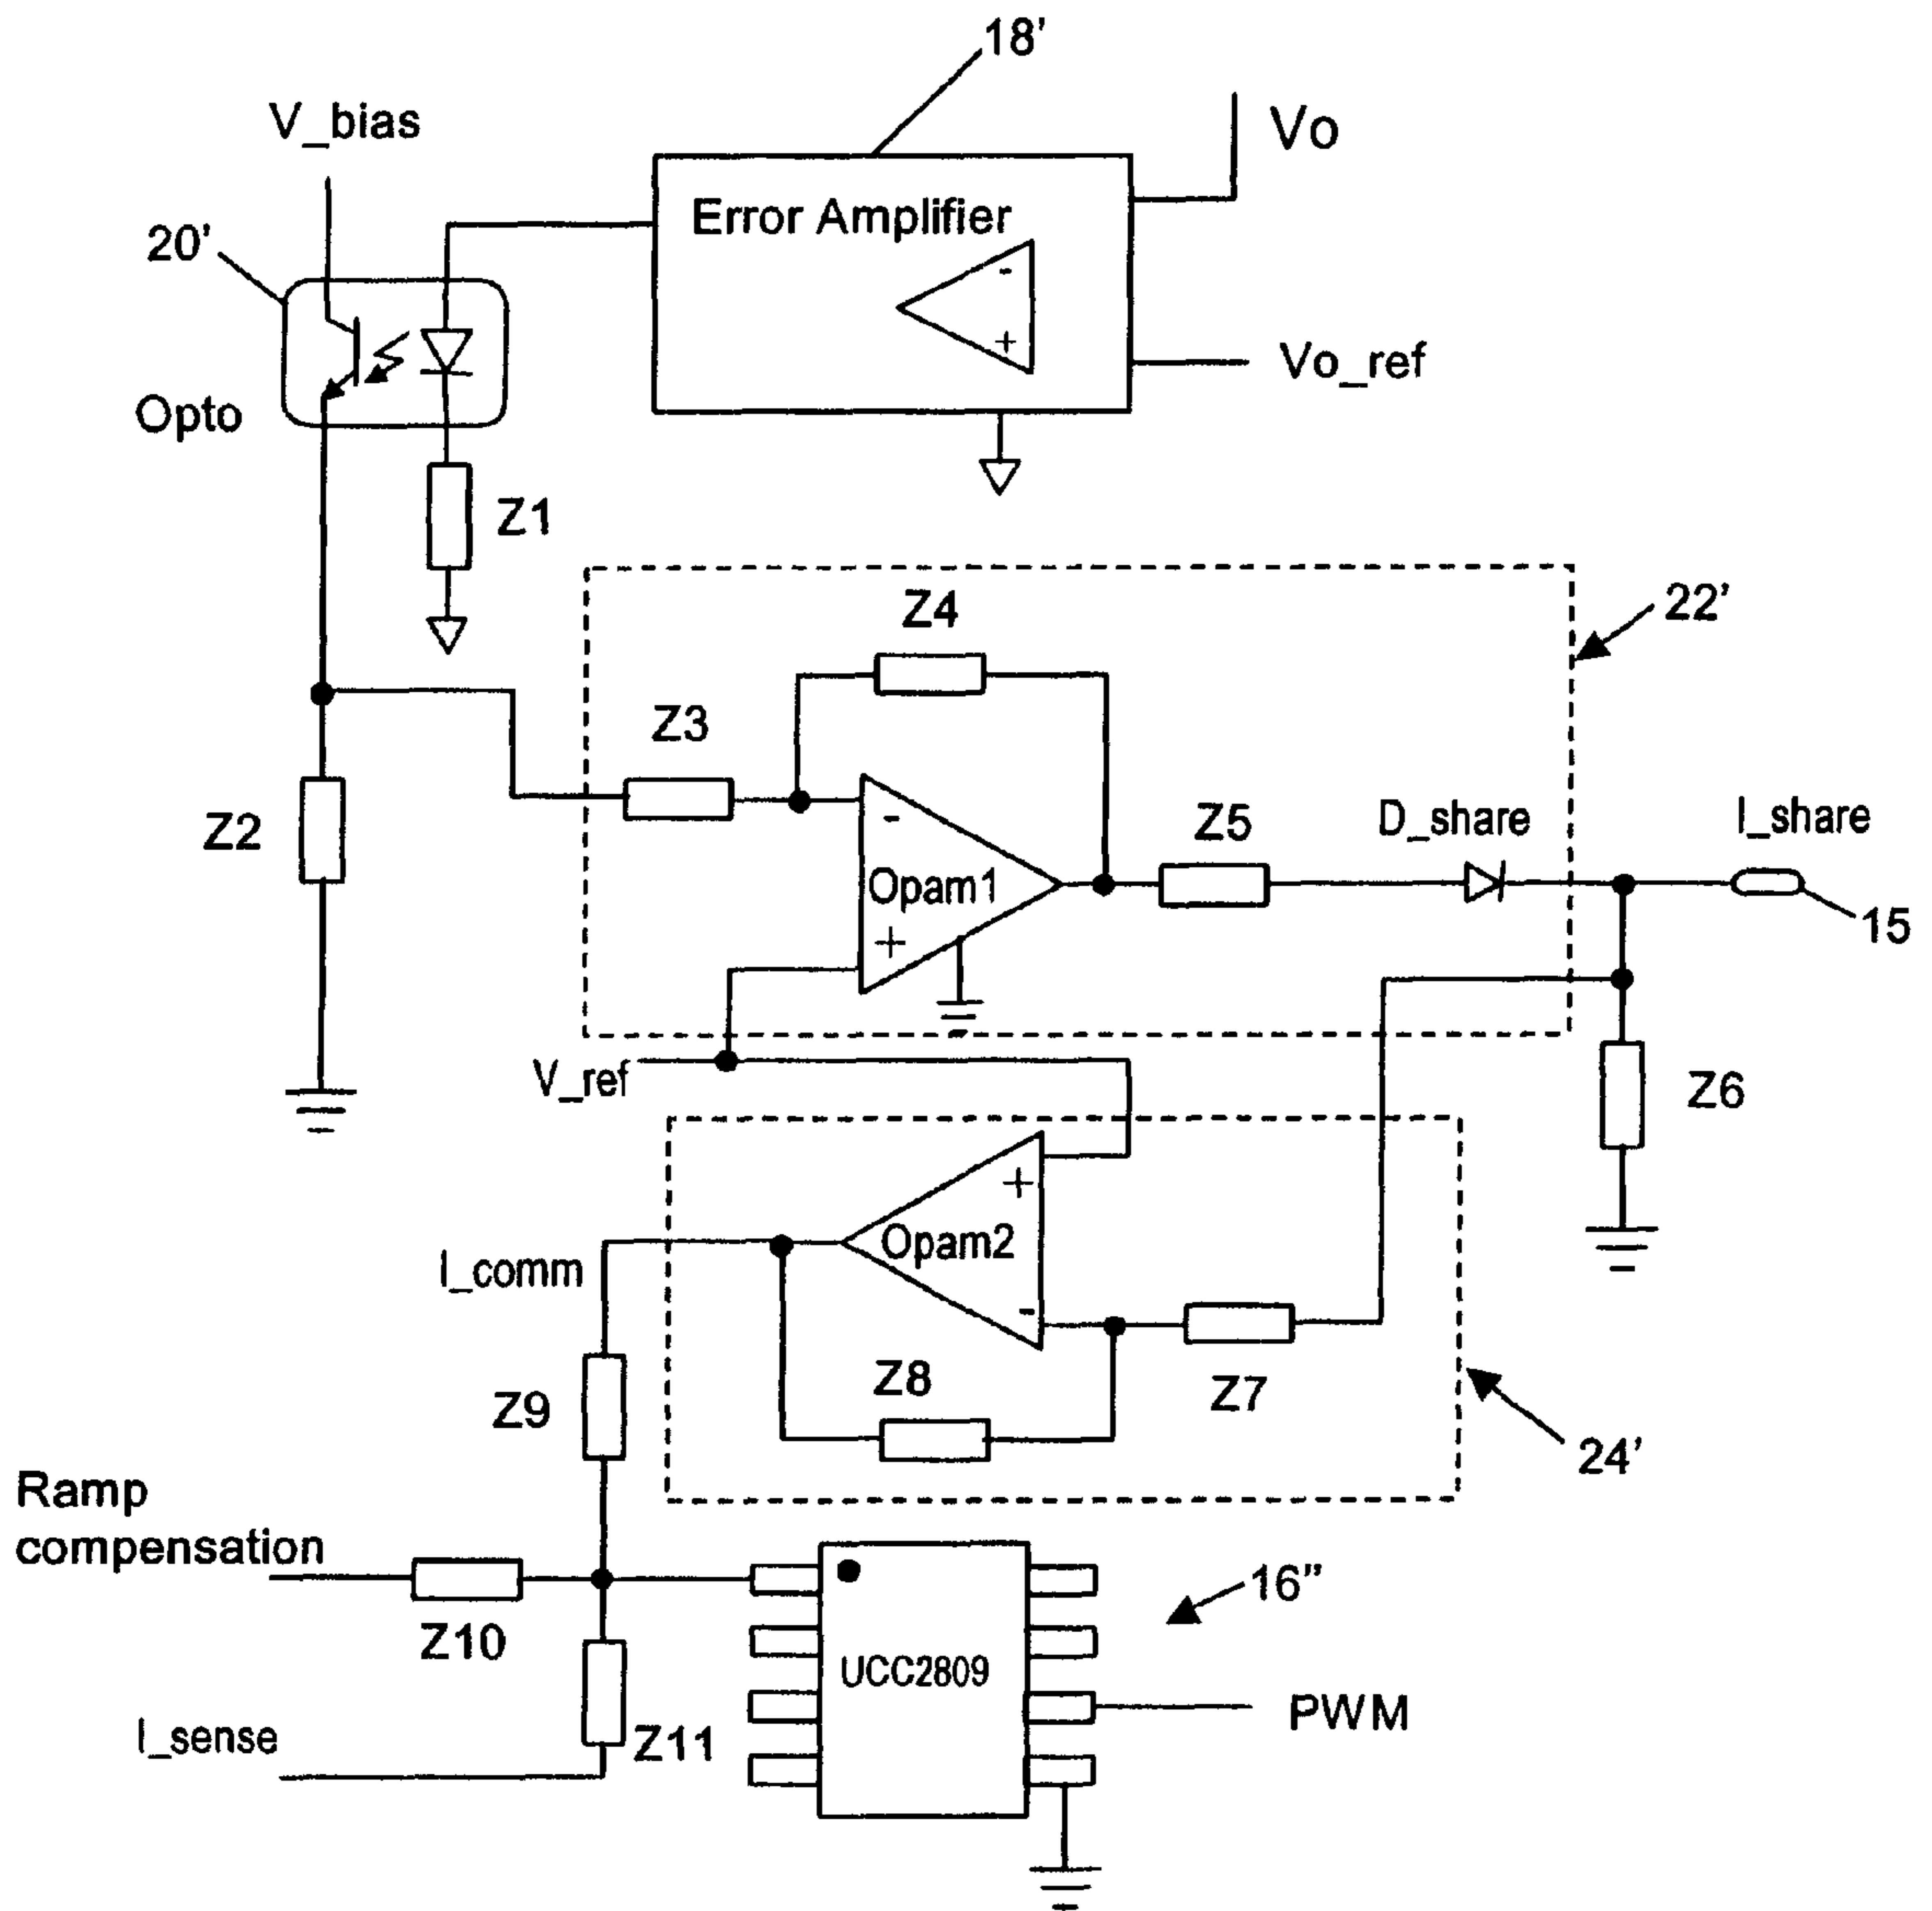 18’
V_bias
Vo
Error Amplifier
-
+
20’
Vo_ref
Opto
Z1
22’
Z4
Z3
Z2
-
Opam1
+
Z5
D_share
I_share
15
V_ref
Z6
+
Opam2
-
I_comm
Z8
Z7
Z9
24’
Ramp
compensation
Z10
16”
UCC2809
I_sense
Z11
PWM